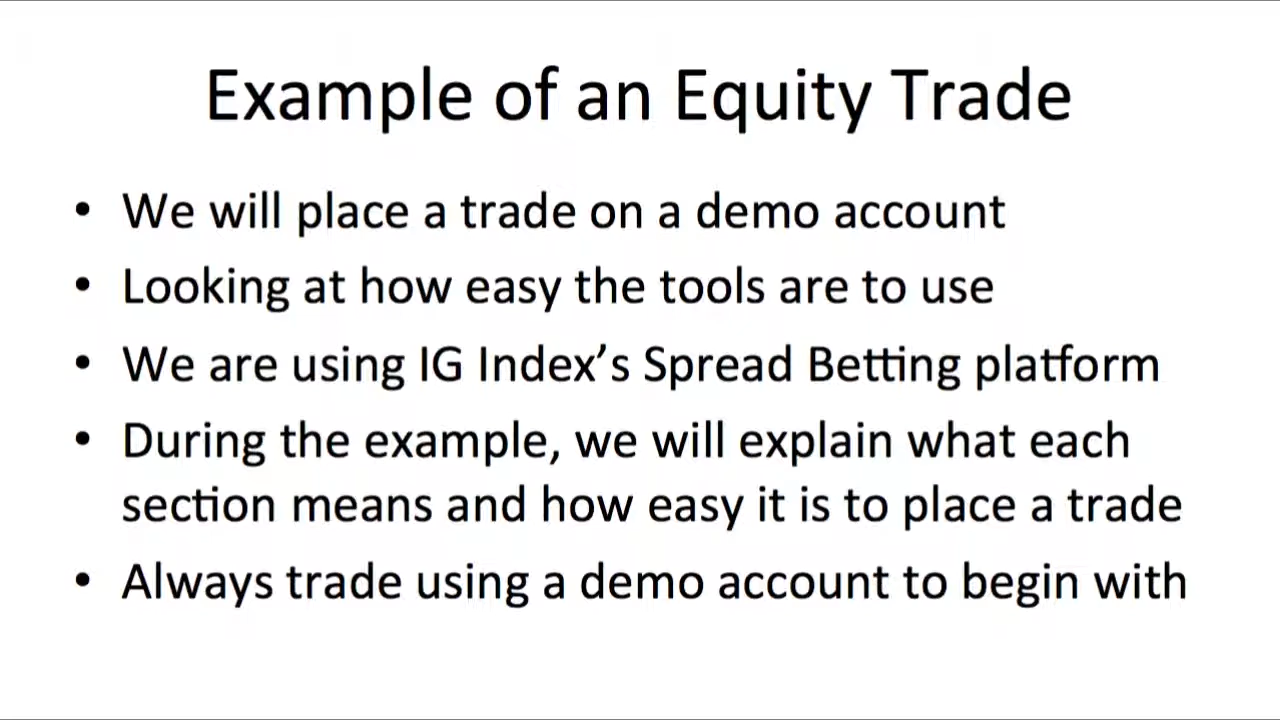 Example of an Equity Trade
• We will place a trade on a demo account
• Looking at how easy the tools are to use
• We are using IG Index’s Spread Betting platform
• During the example, we will explain what each
section means and how easy it is to place a trade
• Always trade using a demo account to begin with